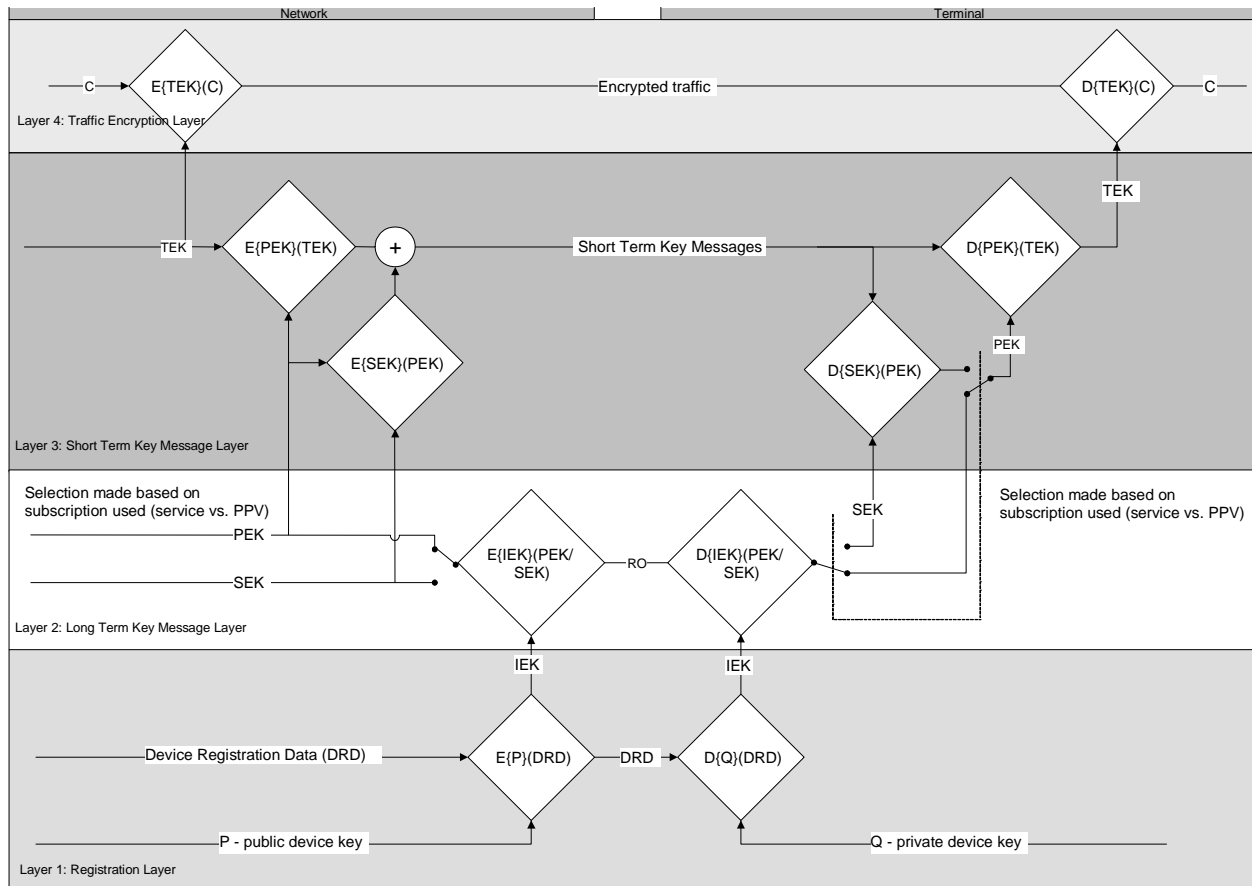 Network
Terminal
C
E{TEK}(C)
Encrypted traffic
D{TEK}(C)
C
Layer 4: Traffic Encryption Layer
TEK
TEK
E{PEK}(TEK)
+
Short Term Key Messages
D{PEK}(TEK)
PEK
E{SEK}(PEK)
D{SEK}(PEK)
Layer 3: Short Term Key Message Layer
Selection made based on
subscription used (service vs. PPV)
Selection made based on
subscription used (service vs. PPV)
SEK
PEK
E{IEK}(PEK/
SEK)
RO
D{IEK}(PEK/
SEK)
SEK
Layer 2: Long Term Key Message Layer
IEK
IEK
Device Registration Data (DRD)
E{P}(DRD)
DRD
D{Q}(DRD)
P - public device key
Q - private device key
Layer 1: Registration Layer